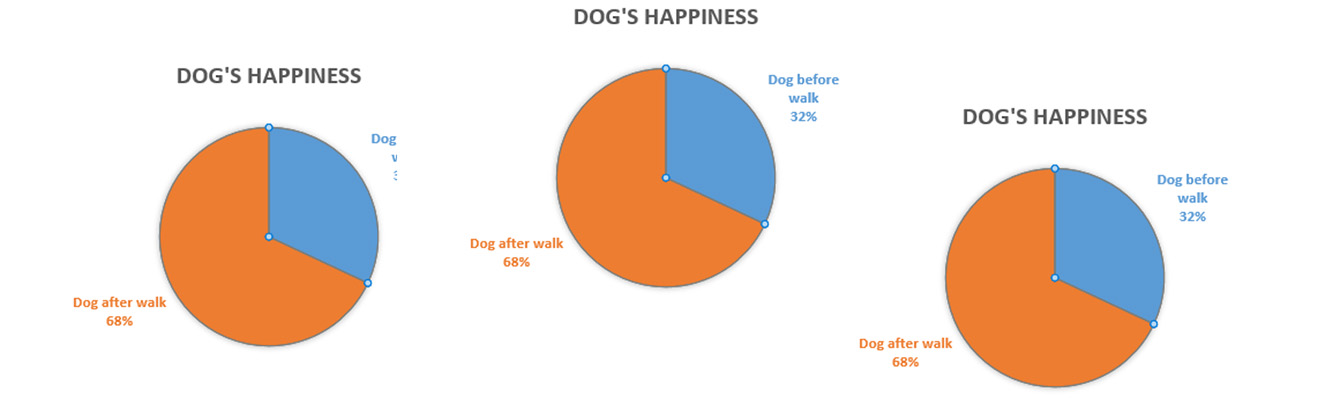 DOG'S HAPPINESS
Dog
Dog after walk
68%
DOG'S HAPPINESS
Dog before
walk
32%
Dog after walk
68%
DOG'S HAPPINESS
Dog before
walk
32%
Dog after walk
68%